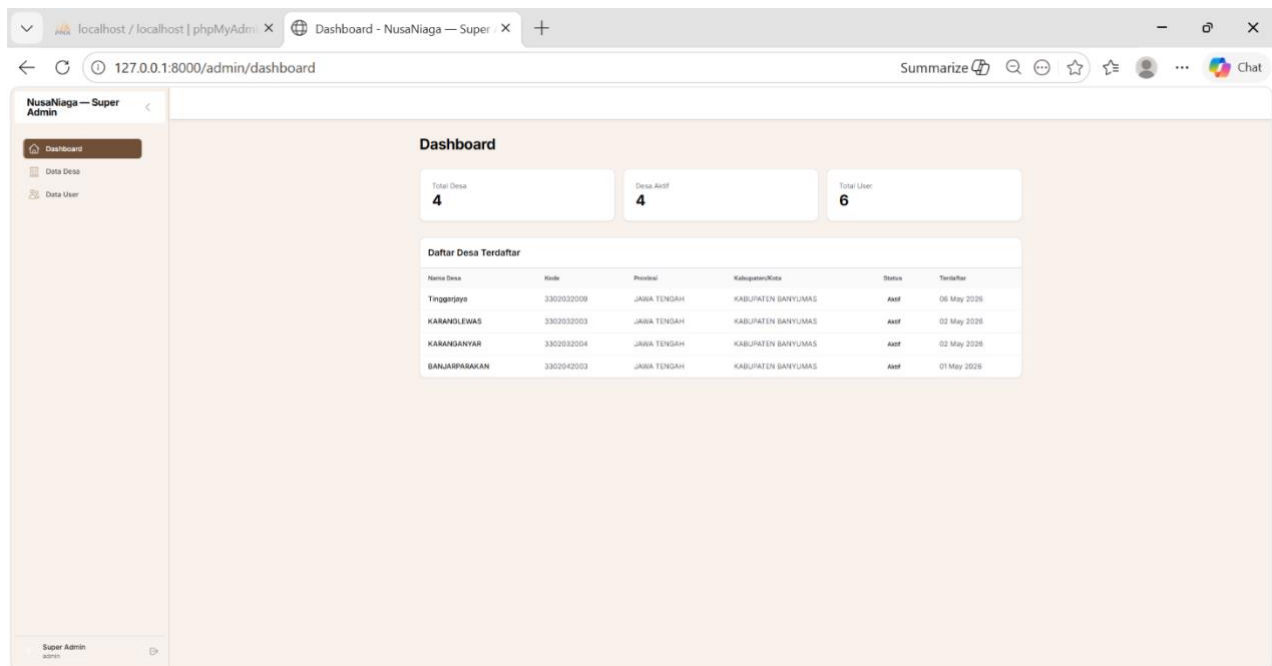 localhost / localhost | phpMyAdmi
Dashboard - NusaNiaga — Super A
127.0.0.1:8000/admin/dashboard
Summarize
Chat
NusaNiaga — Super
Admin
Dashboard
Data Desa
Data User
Dashboard
Total Desa
4
Desa Aktif
4
Total User
6
Daftar Desa Terdaftar
Nama Desa Kode Provinsi Kabupaten/Kota Status Terdaftar
Tinggarjaya 3302032009 JAWA TENGAH KABUPATEN BANYUMAS Aktif 06 May 2026
KARANGLEWAS 3302032003 JAWA TENGAH KABUPATEN BANYUMAS Aktif 02 May 2026
KARANGANYAR 3302032004 JAWA TENGAH KABUPATEN BANYUMAS Aktif 02 May 2026
BANJARPARAKAN 3302042003 JAWA TENGAH KABUPATEN BANYUMAS Aktif 01 May 2026
Super Admin
admin